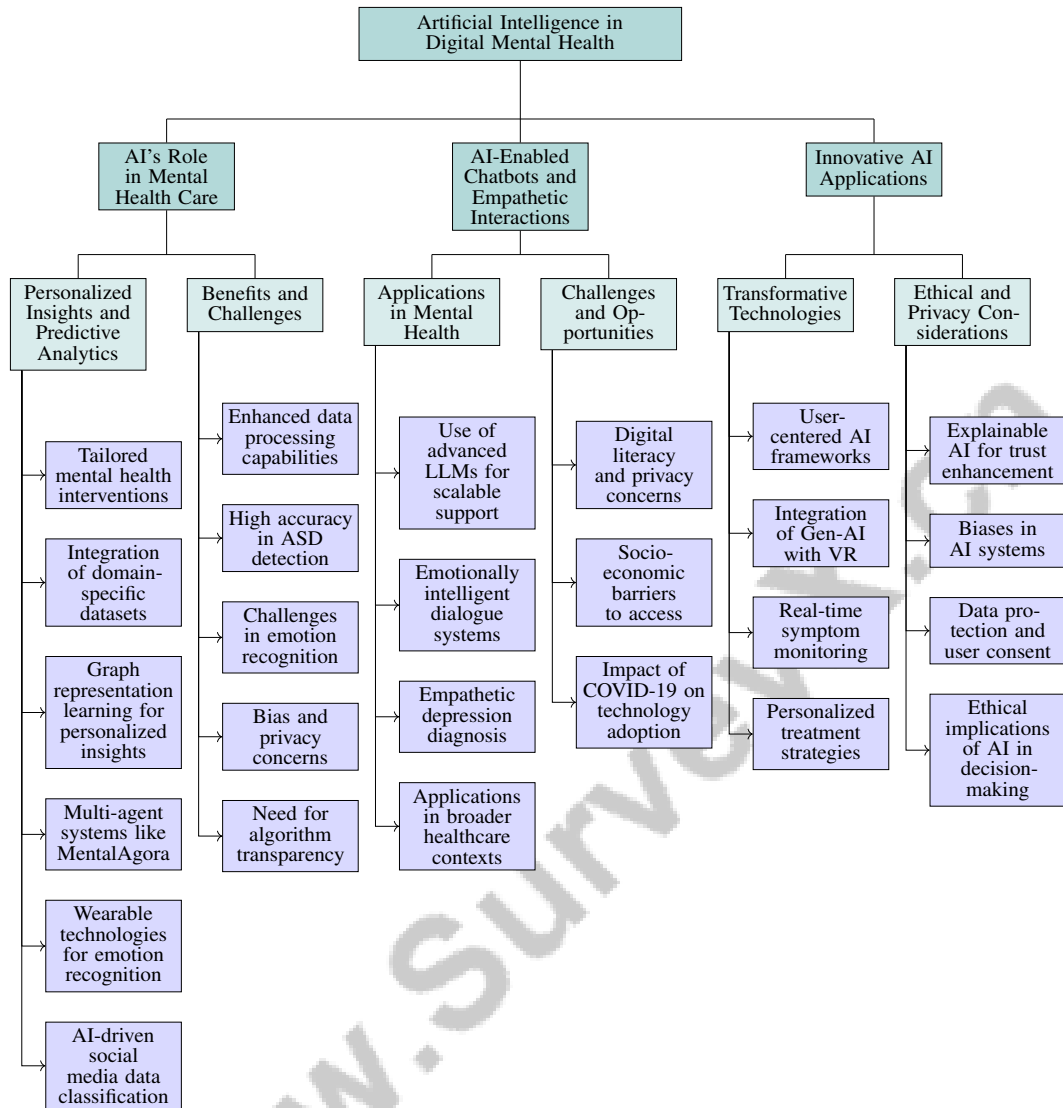 Artificial Intelligence in
Digital Mental Health
AI's Role
in Mental
Health Care
AI-Enabled
Chatbots and
Empathetic
Interactions
Innovative AI
Applications
Personalized
Insights and
Predictive
Analytics
Benefits and
Challenges
Applications
in Mental
Health
Challenges
and Op-
portunities
Transformative
Technologies
Ethical and
Privacy Con-
siderations
Tailored
mental health
interventions
Integration
of domain-
specific
datasets
Graph
representation
learning for
personalized
insights
Multi-agent
systems like
MentalAgora
Wearable
technologies
for emotion
recognition
AI-driven
social
media data
classification
Enhanced data
processing
capabilities
High accuracy
in ASD
detection
Challenges
in emotion
recognition
Bias and
privacy
concerns
Need for
algorithm
transparency
Use of
advanced
LLMs for
scalable
support
Emotionally
intelligent
dialogue
systems
Empathetic
depression
diagnosis
Applications
in broader
healthcare
contexts
Digital
literacy
and privacy
concerns
Socio-
economic
barriers
to access
Impact of
COVID-19 on
technology
adoption
User-
centered AI
frameworks
Integration
of Gen-AI
with VR
Real-time
symptom
monitoring
Personalized
treatment
strategies
Explainable
AI for trust
enhancement
Biases in
AI systems
Data pro-
tection and
user consent
Ethical
implications
of AI in
decision-
making